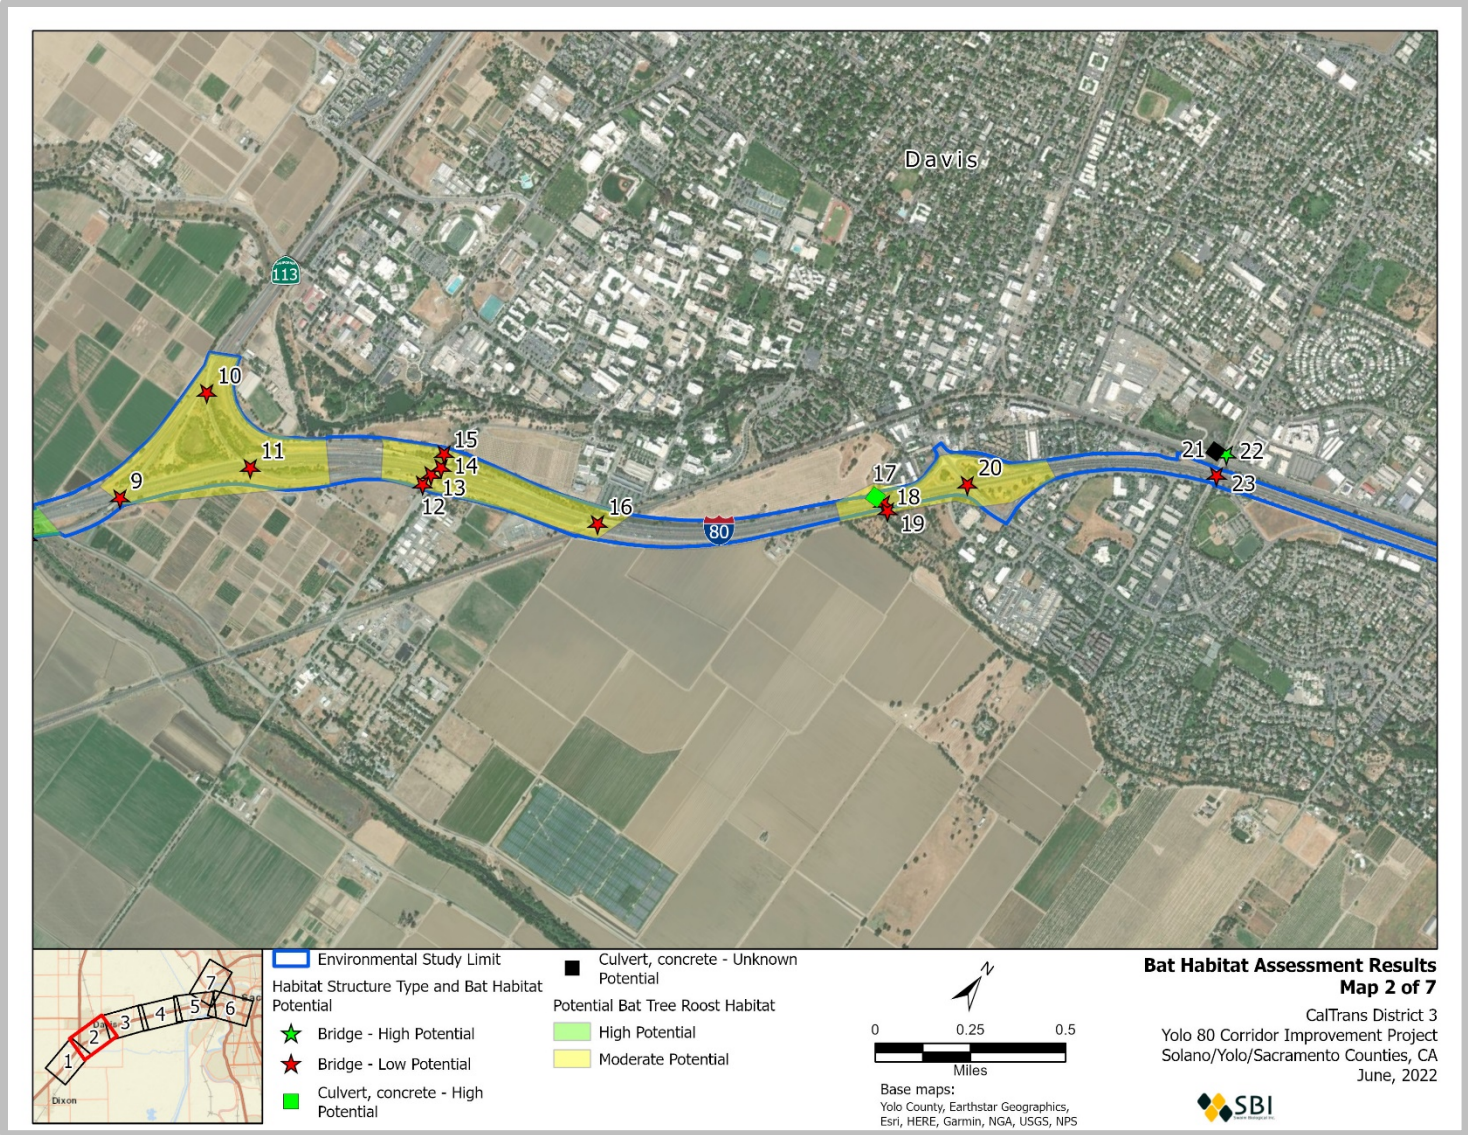 Davis
113
10
11
9
15
14
13
12
16
80
17
18
19
20
21
22
23
7
6
5
4
3
2
1
Dixon
Environmental Study Limit
Habitat Structure Type and Bat Habitat
Potential
Bridge - High Potential
Bridge - Low Potential
Culvert, concrete - High
Potential
Culvert, concrete - Unknown
Potential
Potential Bat Tree Roost Habitat
High Potential
Moderate Potential
N
0 0.25 0.5
Miles
Base maps:
Yolo County, Earthstar Geographics,
Esri, HERE, Garmin, NGA, USGS, NPS
Bat Habitat Assessment Results
Map 2 of 7
CalTrans District 3
Yolo 80 Corridor Improvement Project
Solano/Yolo/Sacramento Counties, CA
June, 2022
SBI